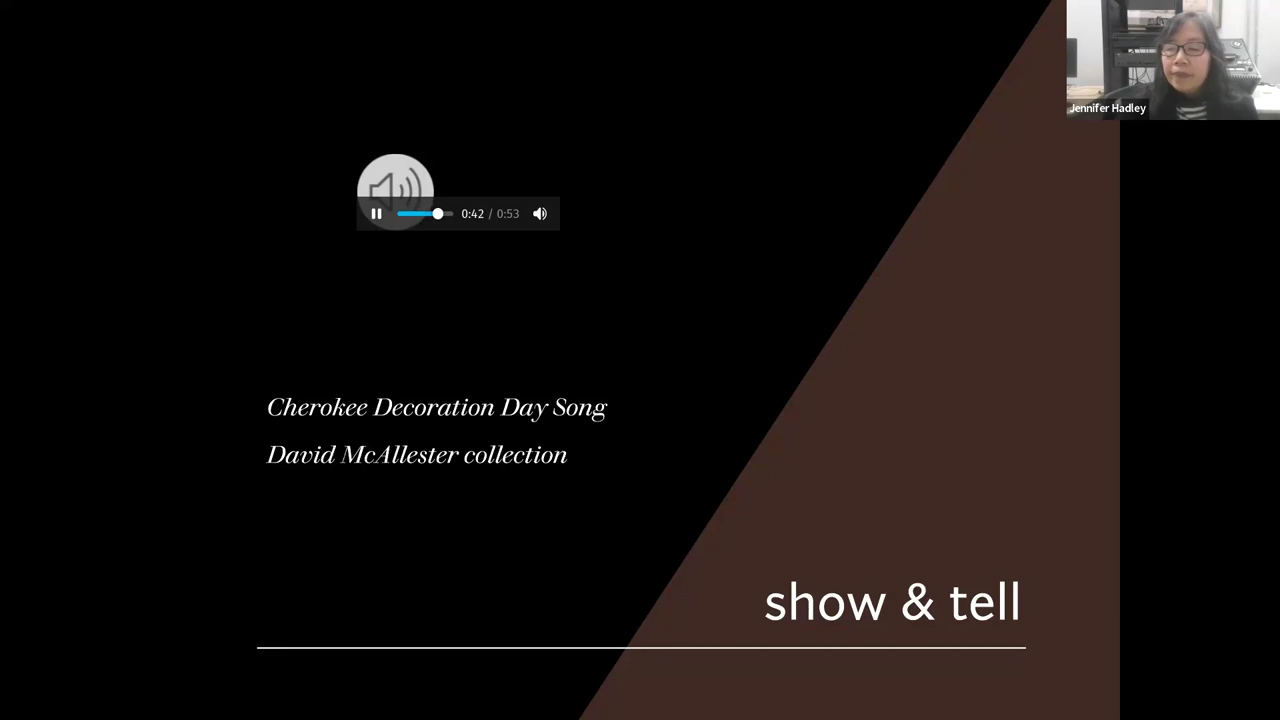 Jennifer Hadley
0:42 / 0:53
Cherokee Decoration Day Song
David McAllester collection
show & tell